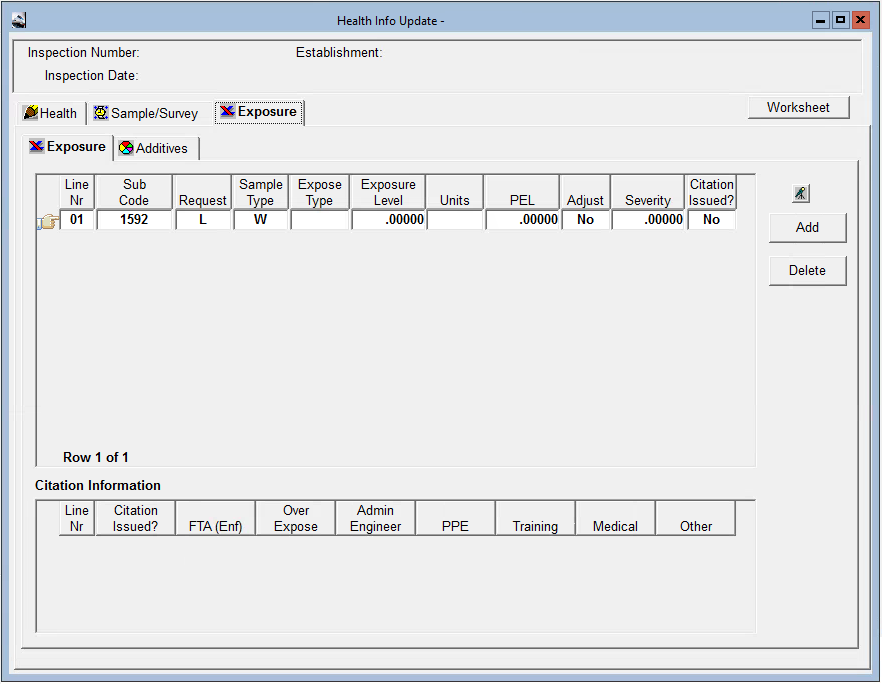 Health Info Update -
Inspection Number: Establishment:
Inspection Date:
Health Sample/Survey Exposure Worksheet
Exposure Additives
Line Nr Sub Code Request Sample Type Expose Type Exposure Level Units PEL Adjust Severity Citation Issued?
01 1592 L W .00000 .00000 No .00000 No
Add
Delete
Row 1 of 1
Citation Information
Line Nr Citation Issued? FTA (Enf) Over Expose Admin Engineer PPE Training Medical Other